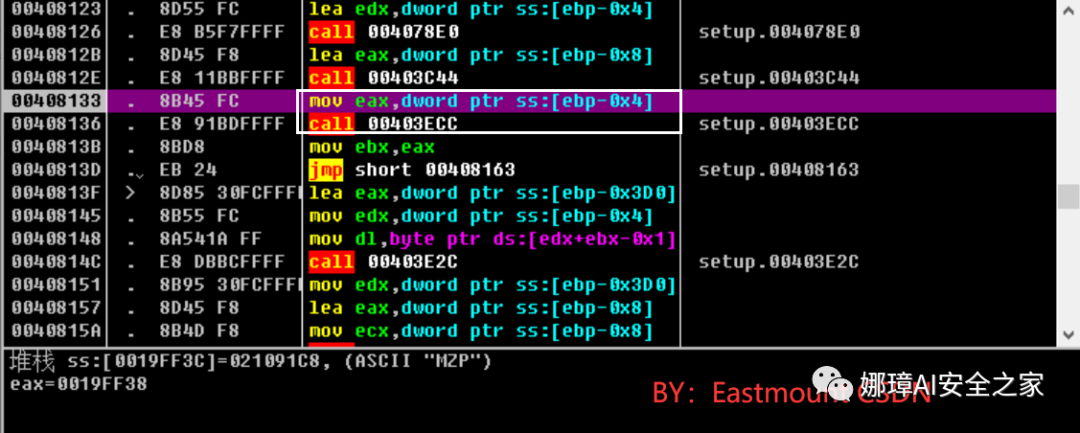 00408123 . 8D55 FC lea edx,dword ptr ss:[ebp-0x4]
00408126 . E8 B5F7FFFF call 004078E0 setup.004078E0
0040812B . 8D45 F8 lea eax,dword ptr ss:[ebp-0x8]
0040812E . E8 11BBFFFF call 00403C44 setup.00403C44
00408133 . 8B45 FC mov eax,dword ptr ss:[ebp-0x4]
00408136 . E8 91BDFFFF call 00403ECC setup.00403ECC
0040813B . 8BD8 mov ebx,eax
0040813D . EB 24 jmp short 00408163 setup.00408163
0040813F > 8D85 30FCFFF lea eax,dword ptr ss:[ebp-0x3D0]
00408145 . 8B55 FC mov edx,dword ptr ss:[ebp-0x4]
00408148 . 8A541A FF mov dl,byte ptr ds:[edx+ebx-0x1]
0040814C . E8 DBBCFFFF call 00403E2C setup.00403E2C
00408151 . 8B95 30FCFFF mov edx,dword ptr ss:[ebp-0x3D0]
00408157 . 8D45 F8 lea eax,dword ptr ss:[ebp-0x8]
0040815A . 8B4D F8 mov ecx,dword ptr ss:[ebp-0x8]
堆栈 ss:[0019FF3C]=021091C8, (ASCII "MZP")
eax=0019FF38
BY：Eastmount CSDN
娜璋AI安全之家